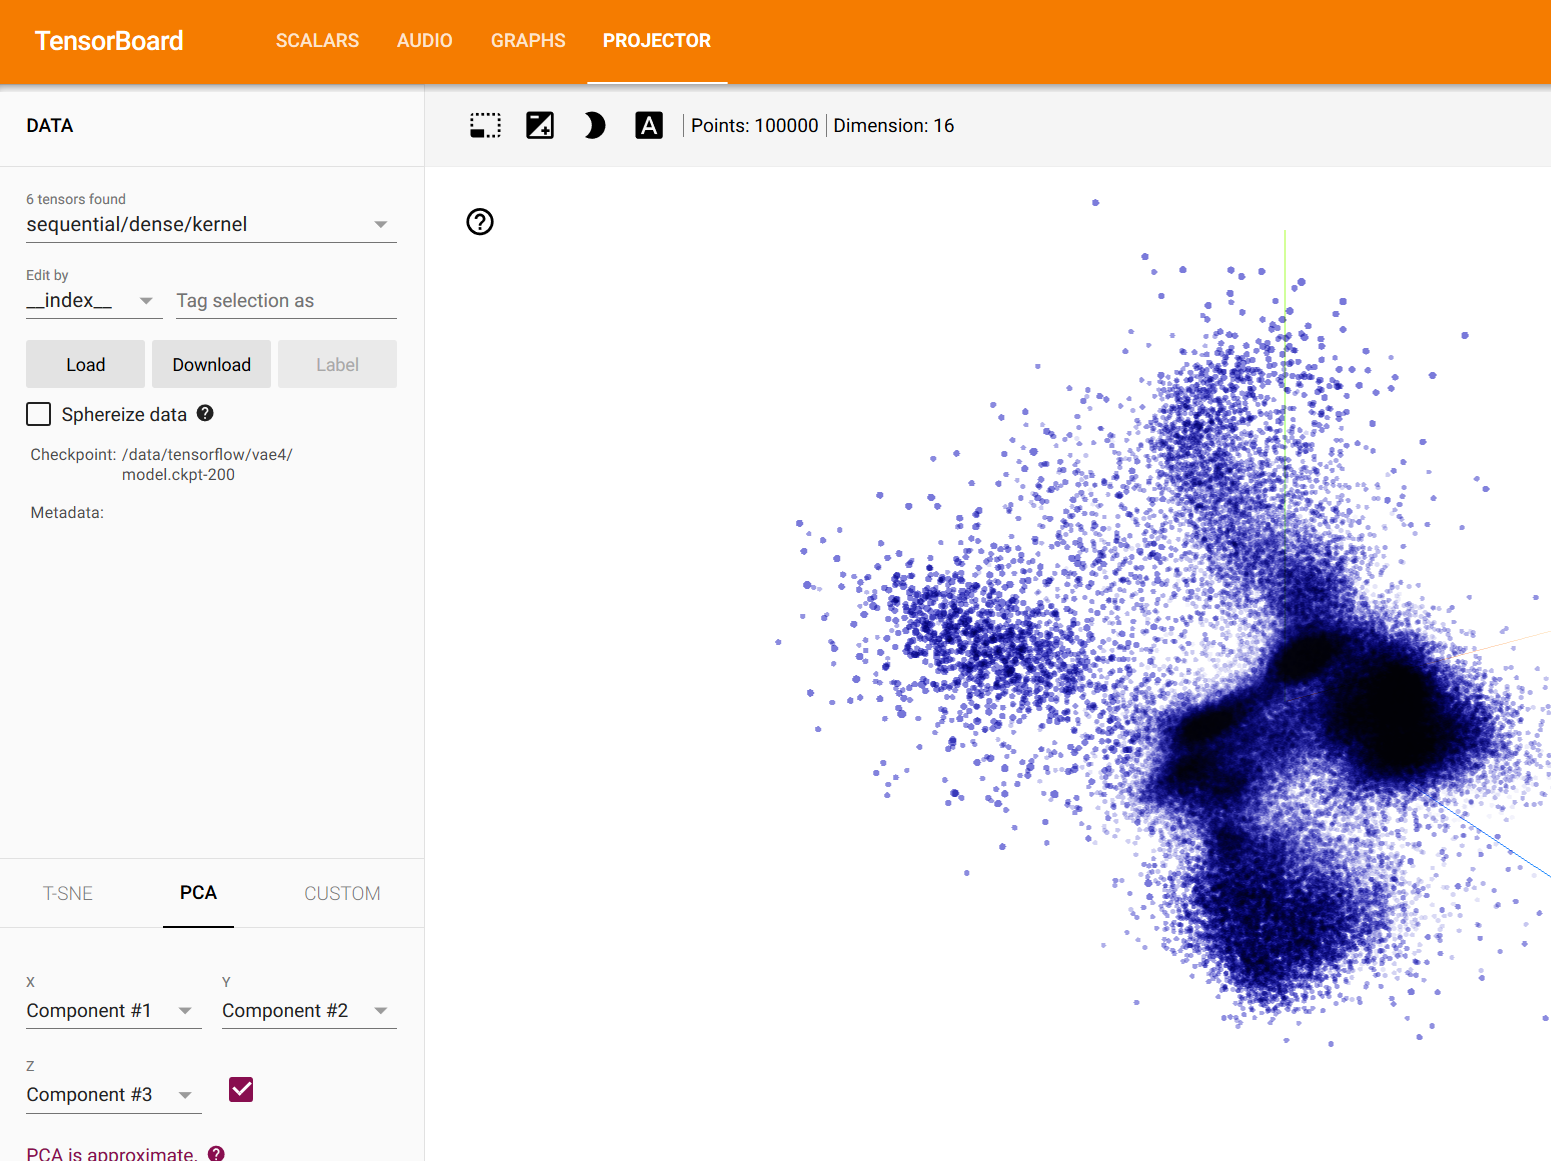 TensorBoard SCALARS AUDIO GRAPHS PROJECTOR
DATA
A Points: 100000 Dimension: 16
6 tensors found
sequential/dense/kernel
Edit by
__index__ Tag selection as
Load Download Label
Sphereize data ?
Checkpoint: /data/tensorflow/vae4/
model.ckpt-200
Metadata:
?
T-SNE PCA CUSTOM
X Y
Component #1 Component #2
Z
Component #3
PCA is approximate. ?